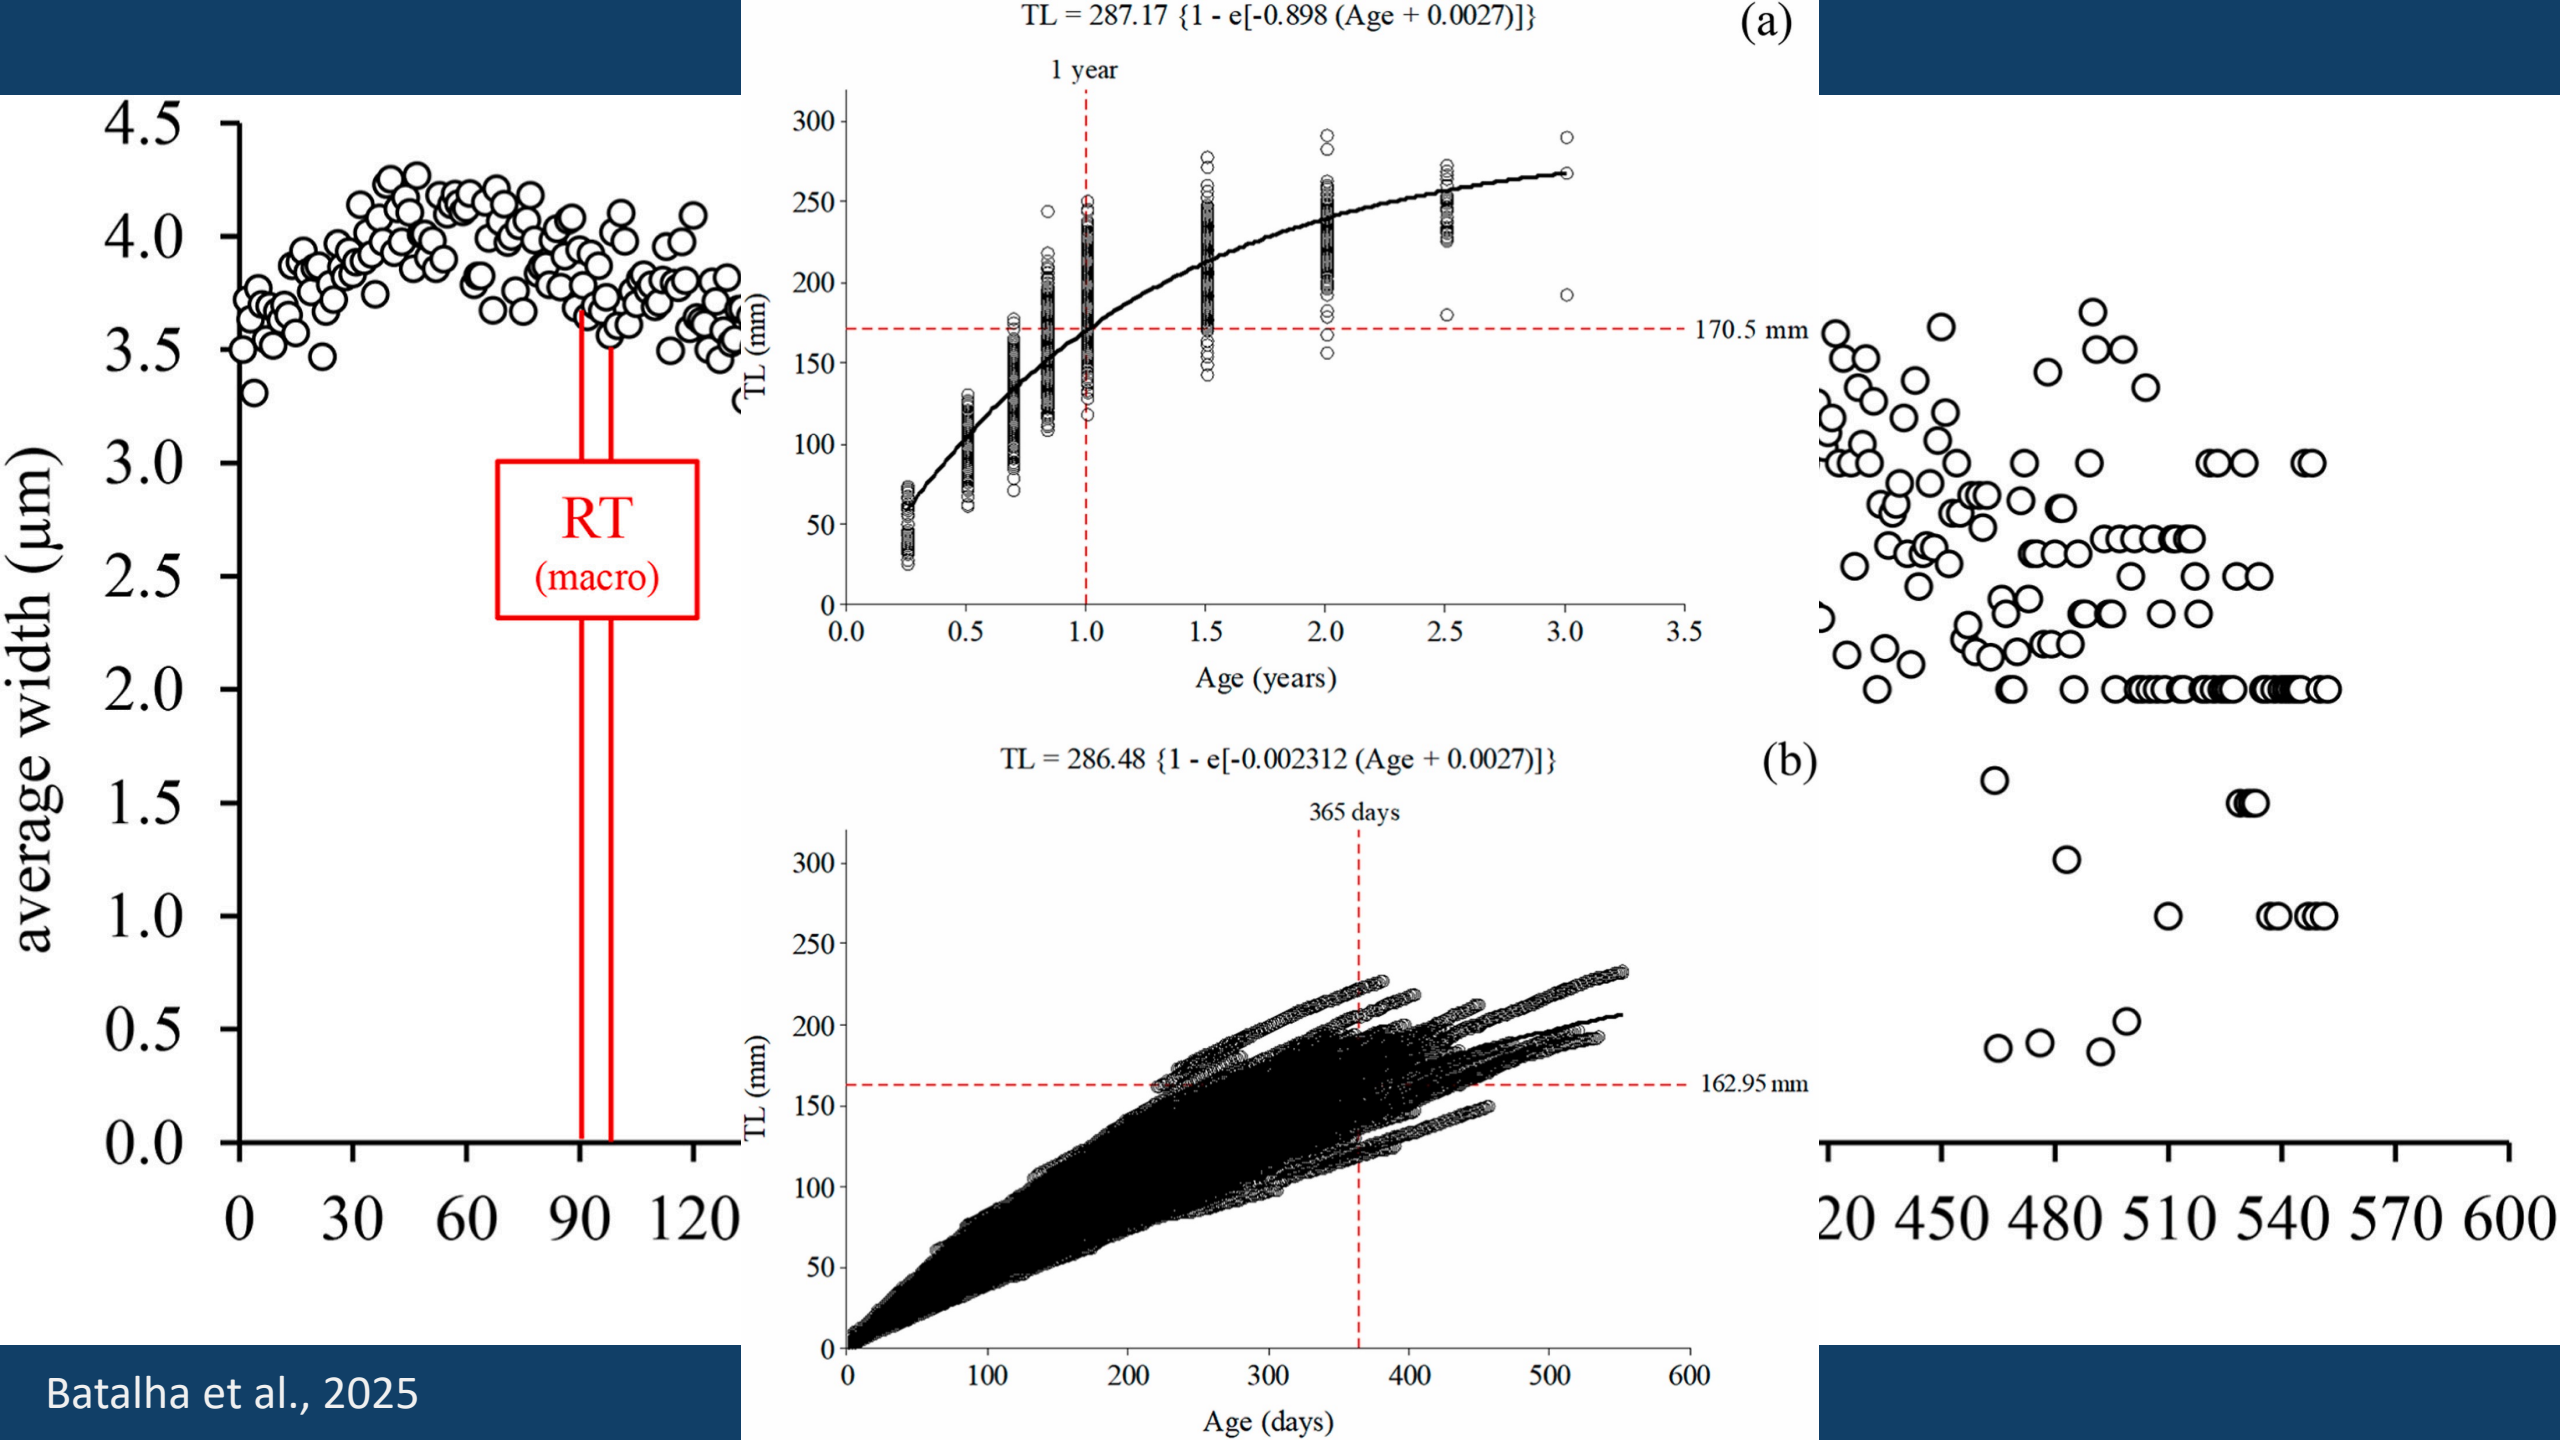 average width (µm)
4.5
4.0
3.5
3.0
2.5
2.0
1.5
1.0
0.5
0.0
0 30 60 90 120
RT
(macro)
TL = 287.17 {1 - e[-0.898 (Age + 0.0027)]}
(a)
1 year
TL (mm)
300
250
200
150
100
50
0
170.5 mm
0.0 0.5 1.0 1.5 2.0 2.5 3.0 3.5
Age (years)
TL = 286.48 {1 - e[-0.002312 (Age + 0.0027)]}
(b)
365 days
TL (mm)
300
250
200
150
100
50
0
162.95 mm
0 100 200 300 400 500 600
Age (days)
20 450 480 510 540 570 600
Batalha et al., 2025